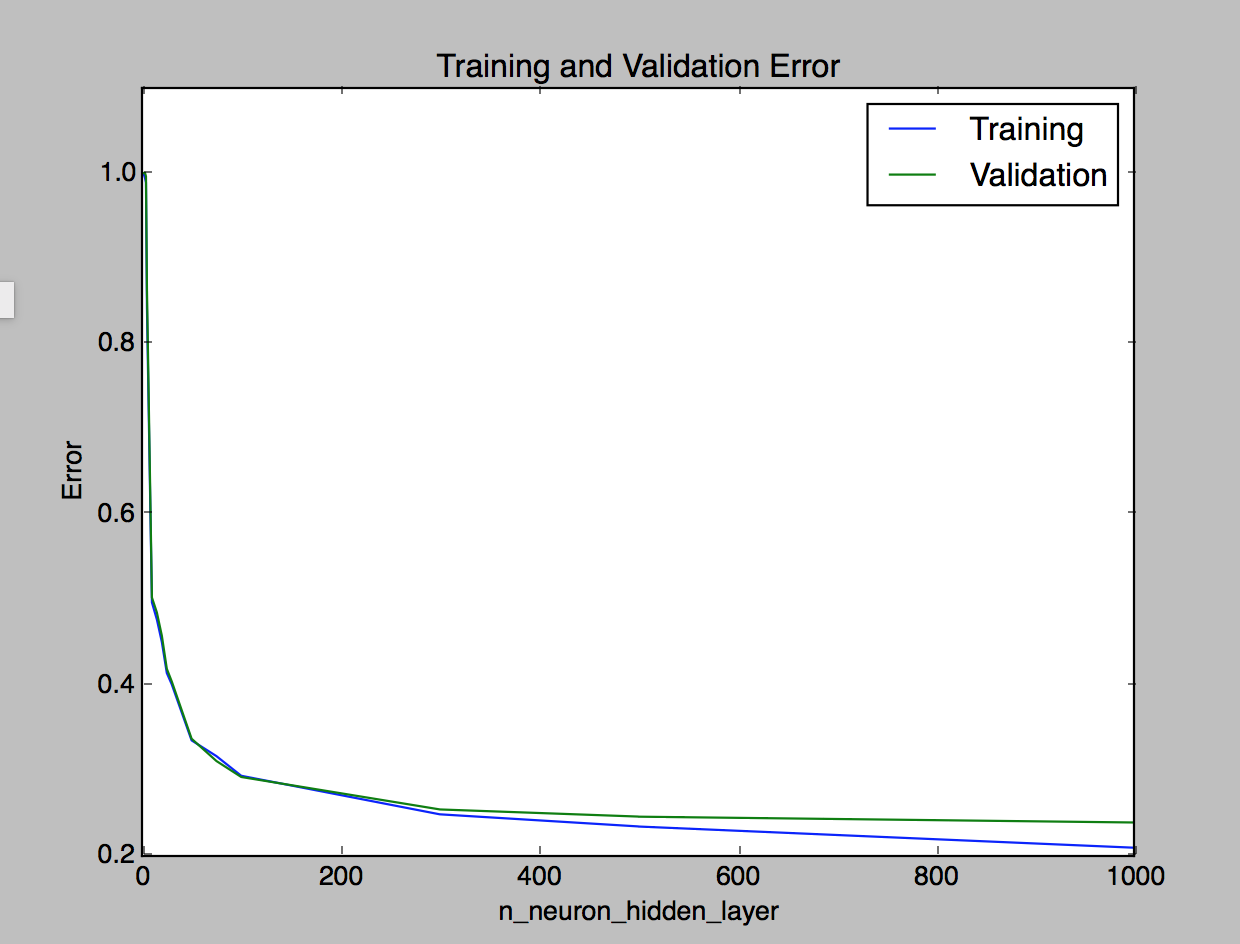 Training and Validation Error
Training
Validation
1.0
0.8
0.6
0.4
0.2
Error
0 200 400 600 800 1000
n_neuron_hidden_layer